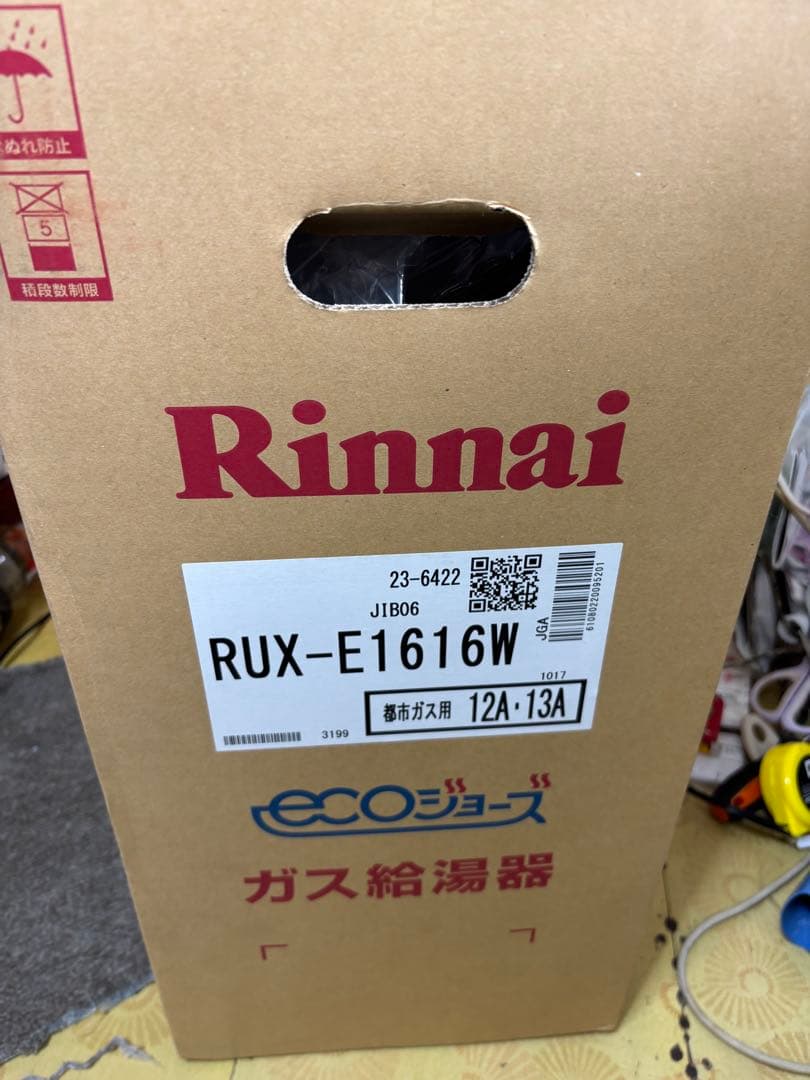 ぬれ防止
5
積段数制限
Rinnai
23-6422
JIB06
RUX-E1616W
JGA
61080220095201
1017
都市ガス用 12A・13A
3199
ecoジョーズ
ガス給湯器